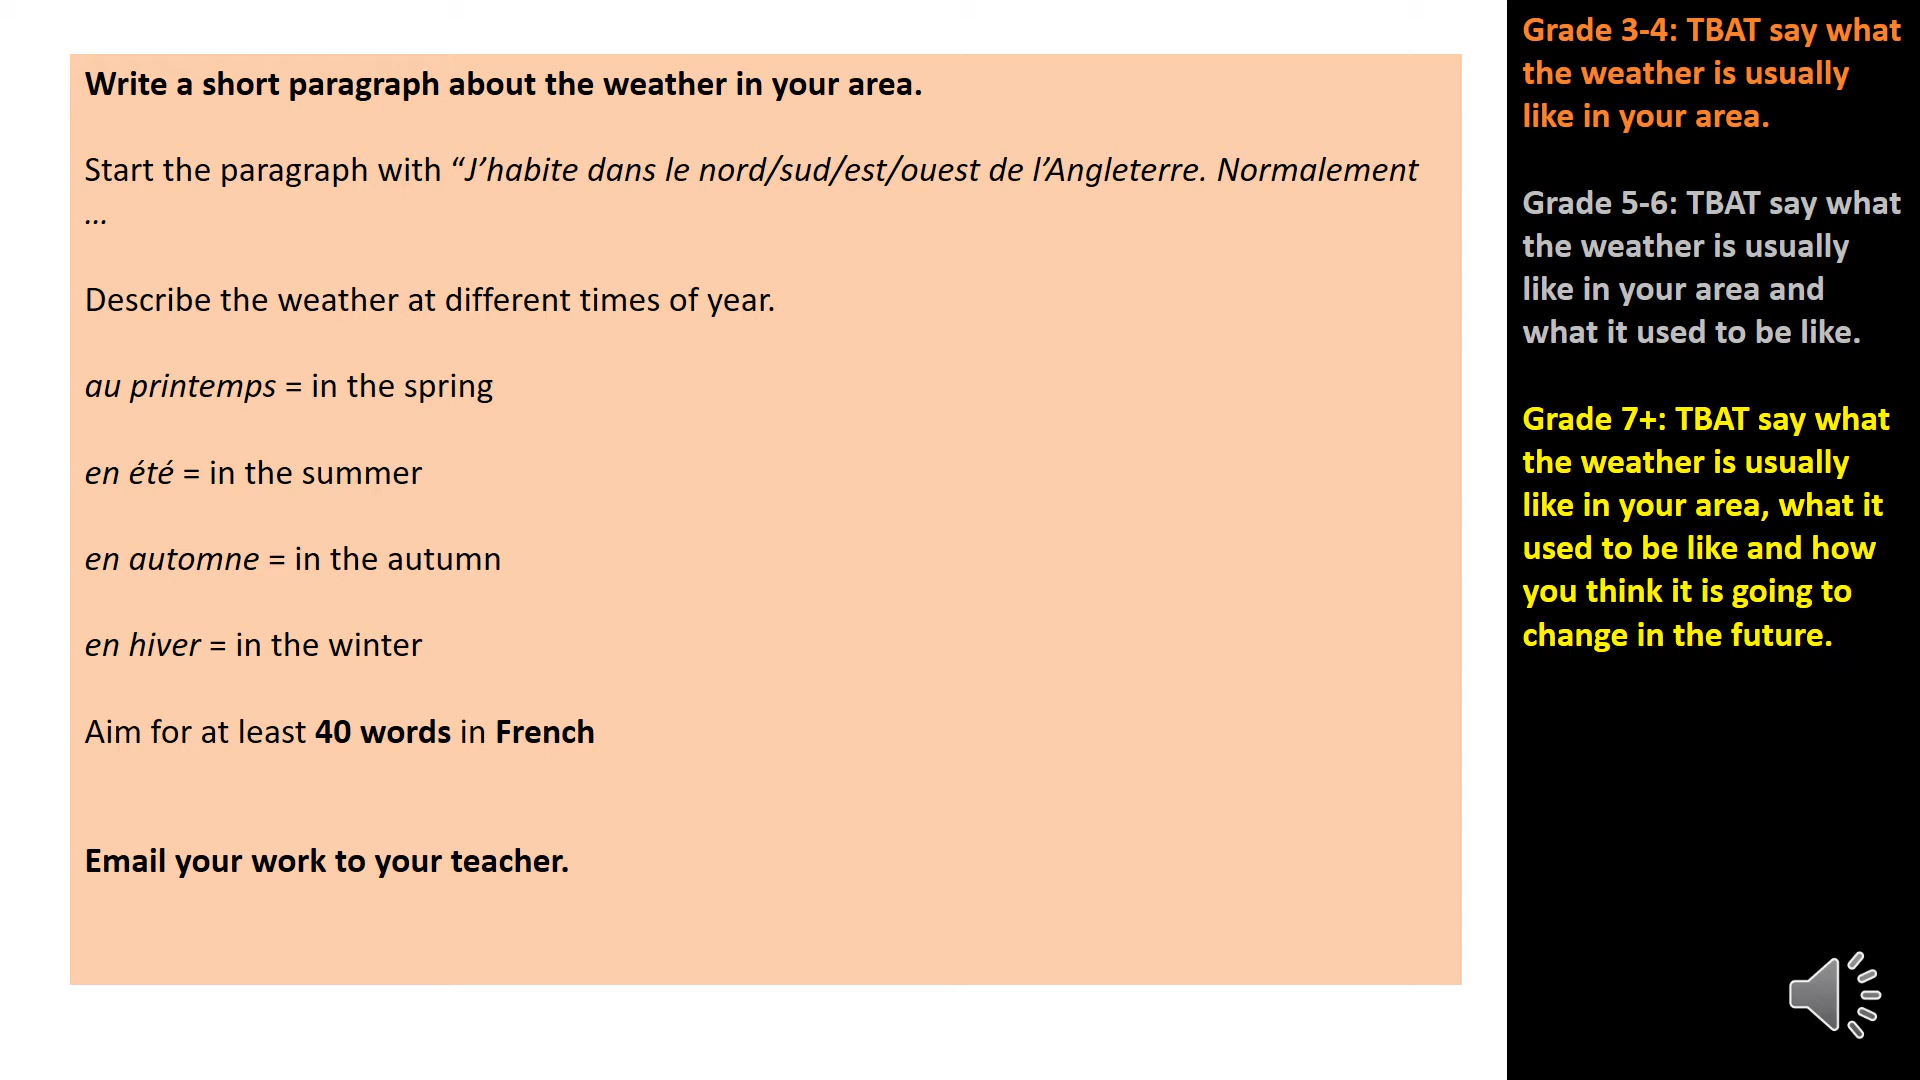 Write a short paragraph about the weather in your area.
Start the paragraph with “J’habite dans le nord/sud/est/ouest de l’Angleterre. Normalement
...
Describe the weather at different times of year.
au printemps = in the spring
en été = in the summer
en automne = in the autumn
en hiver = in the winter
Aim for at least 40 words in French
Email your work to your teacher.
Grade 3-4: TBAT say what
the weather is usually
like in your area.
Grade 5-6: TBAT say what
the weather is usually
like in your area and
what it used to be like.
Grade 7+: TBAT say what
the weather is usually
like in your area, what it
used to be like and how
you think it is going to
change in the future.